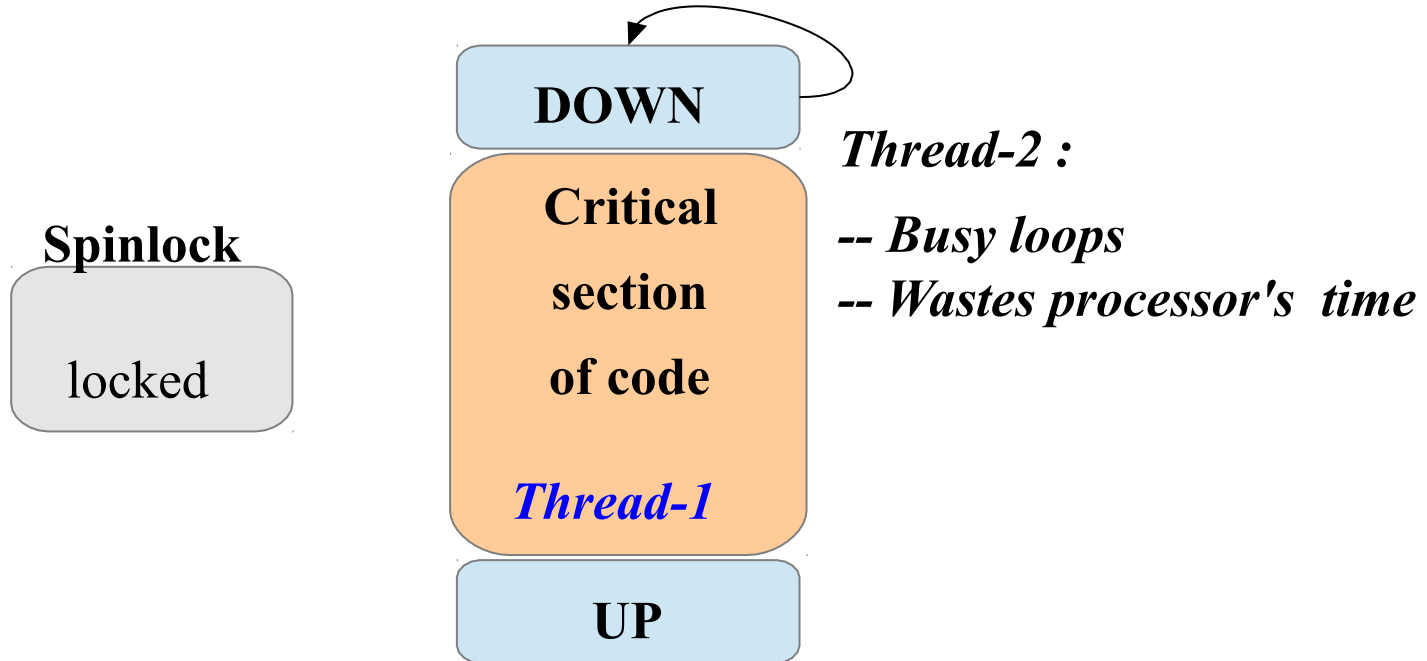 DOWN
Thread-2 :
Critical
Spinlock
-- Busy loops
section
-- Wastes processor's time
locked
of code
Thread-1
UP